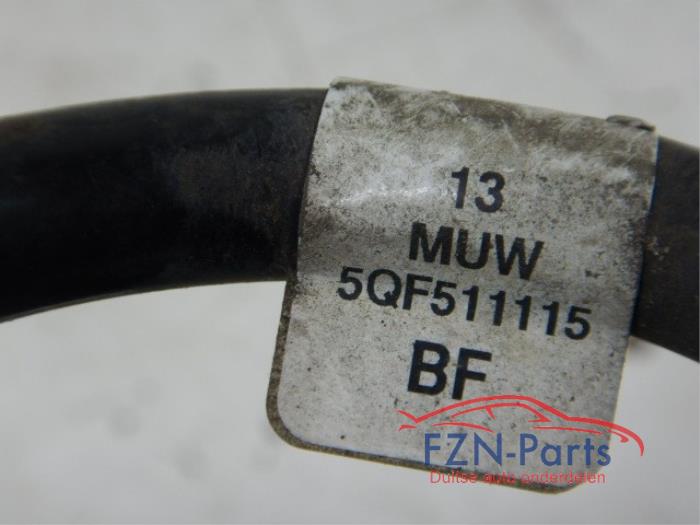 13
MUW
5QF511115
BF
FZN-Parts
Duitse auto onderdelen